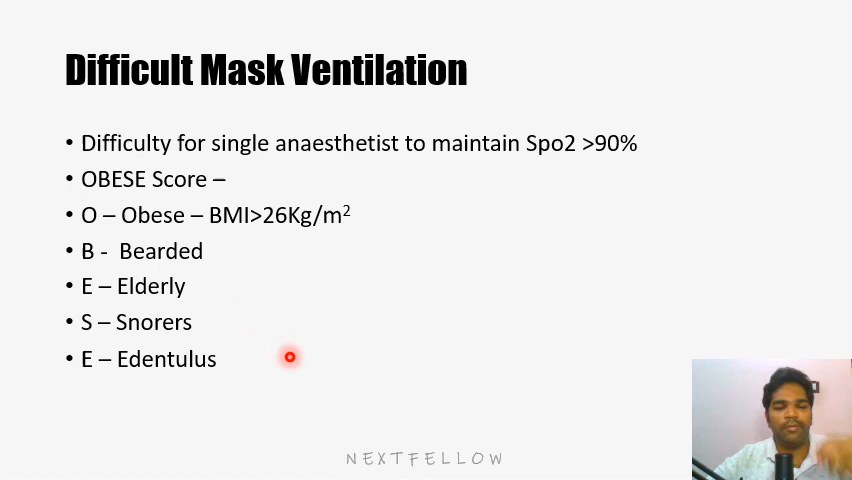 Difficult Mask Ventilation
• Difficulty for single anaesthetist to maintain Spo2 >90%
• OBESE Score –
• O – Obese – BMI>26Kg/m²
• B -  Bearded
• E – Elderly
• S – Snorers
• E – Edentulus
NEXTFELLOW